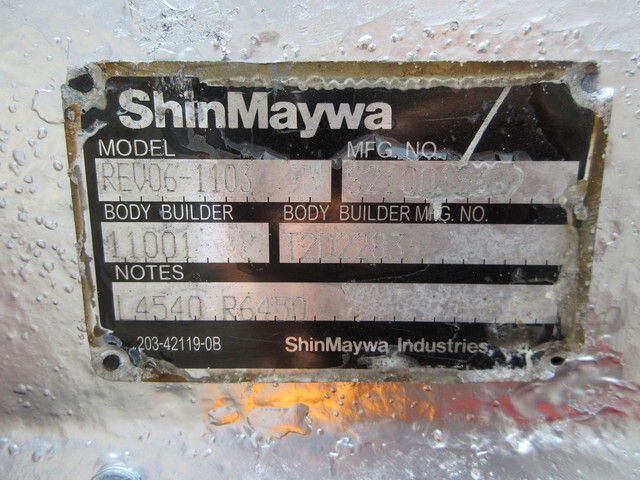 ShinMaywa
MODEL MFG. NO.
REV06-1103
BODY BUILDER BODY BUILDER MFG. NO.
11001 T2D2283
NOTES
L4540 R6450
203-42119-0B ShinMaywa Industries